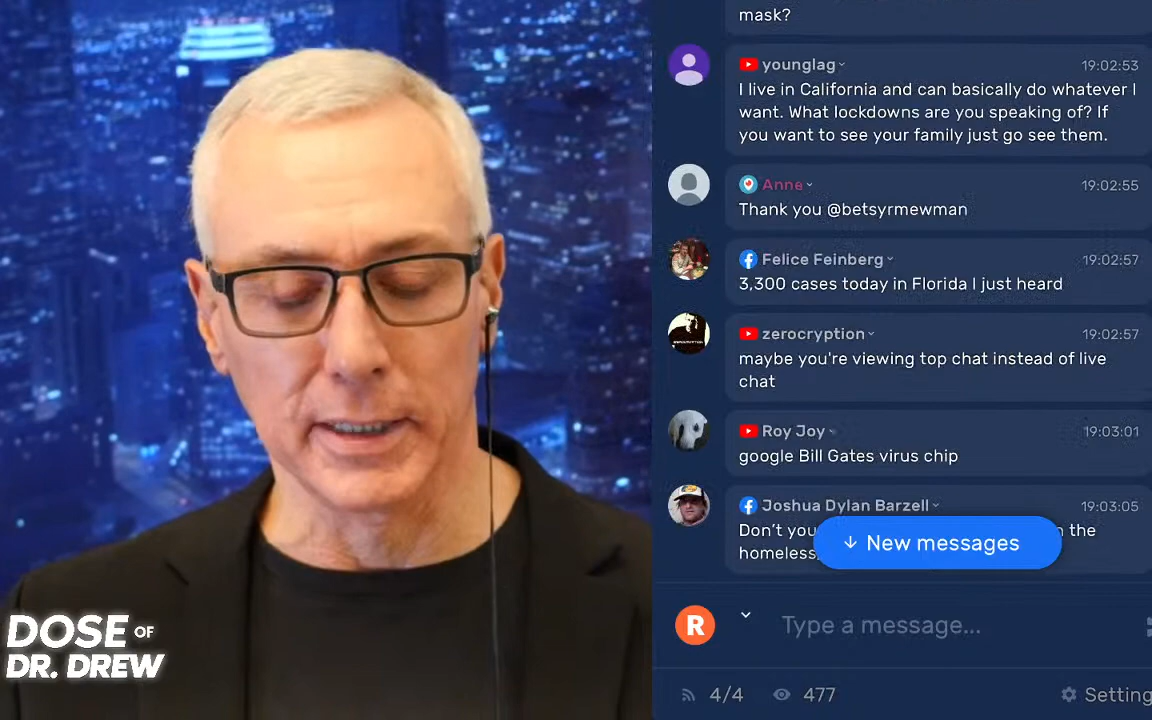 mask?
younglag
19:02:53
I live in California and can basically do whatever I
want. What lockdowns are you speaking of? If
you want to see your family just go see them.
Anne
19:02:55
Thank you @betsyrmewman
Felice Feinberg
19:02:57
3,300 cases today in Florida I just heard
zerocryption
19:02:57
maybe you're viewing top chat instead of live
chat
Roy Joy
19:03:01
google Bill Gates virus chip
Joshua Dylan Barzell
19:03:05
Don't you
the
homeless
New messages
R
Type a message...
4/4
477
Setting
DOSE OF
DR. DREW